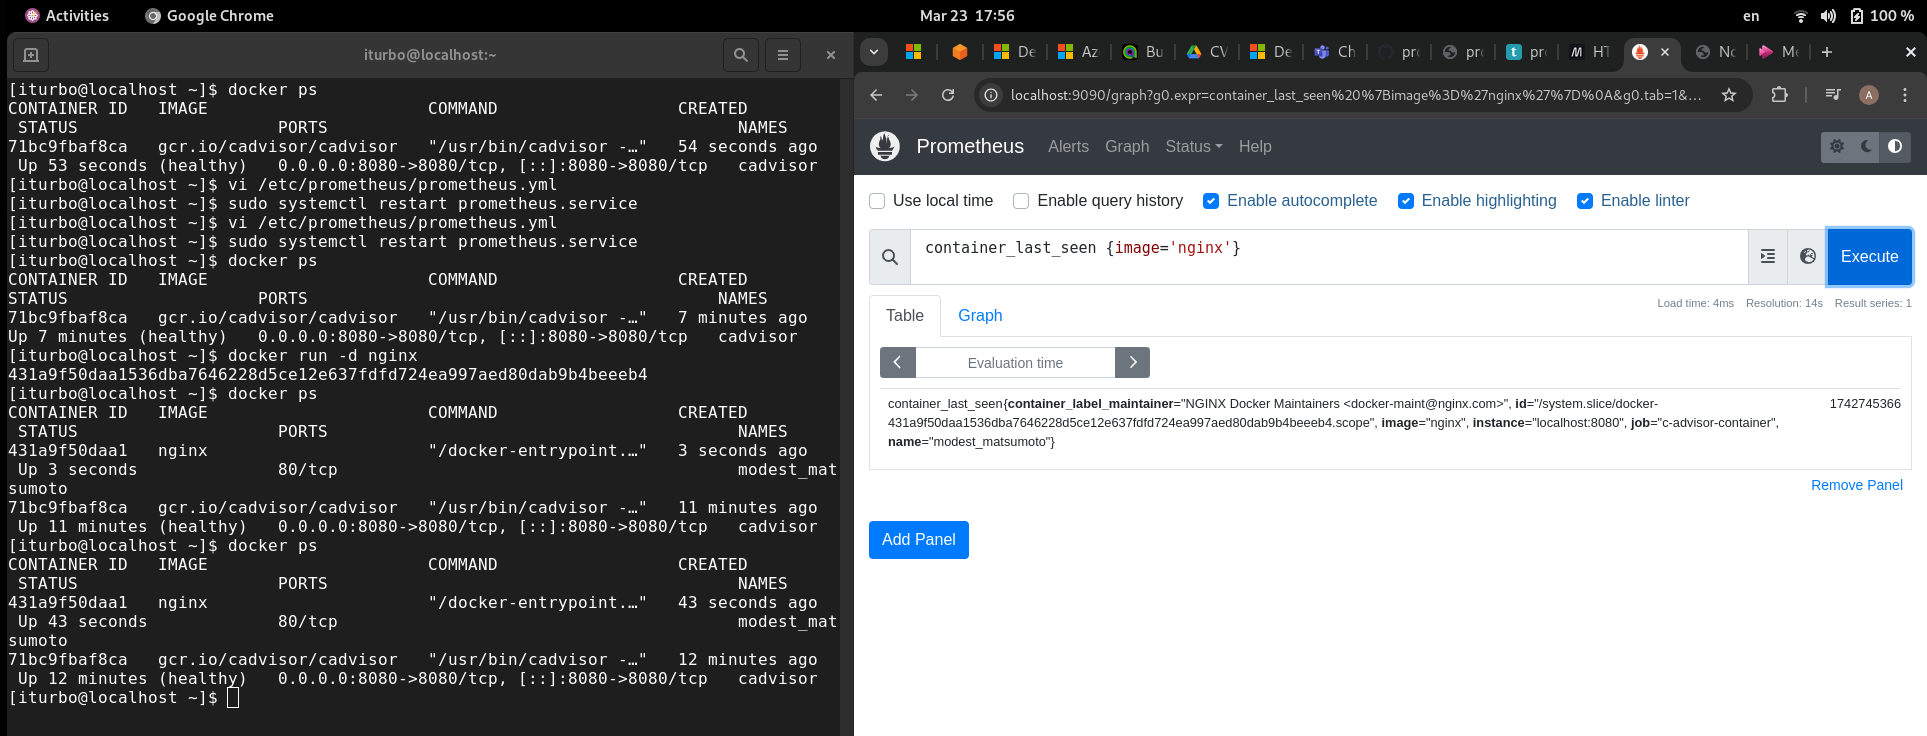 Activities
Google Chrome
Mar 23 17:56
en
100 %
iturbo@localhost:~
[iturbo@localhost ~]$ docker ps
CONTAINER ID   IMAGE                      COMMAND                  CREATED
 STATUS                    PORTS                                         NAMES
71bc9fbaf8ca   gcr.io/cadvisor/cadvisor   "/usr/bin/cadvisor -…"   54 seconds ago
 Up 53 seconds (healthy)   0.0.0.0:8080->8080/tcp, [::]:8080->8080/tcp   cadvisor
[iturbo@localhost ~]$ vi /etc/prometheus/prometheus.yml
[iturbo@localhost ~]$ sudo systemctl restart prometheus.service
[iturbo@localhost ~]$ vi /etc/prometheus/prometheus.yml
[iturbo@localhost ~]$ sudo systemctl restart prometheus.service
[iturbo@localhost ~]$ docker ps
CONTAINER ID   IMAGE                      COMMAND                  CREATED
STATUS                   PORTS                                         NAMES
71bc9fbaf8ca   gcr.io/cadvisor/cadvisor   "/usr/bin/cadvisor -…"   7 minutes ago
Up 7 minutes (healthy)   0.0.0.0:8080->8080/tcp, [::]:8080->8080/tcp   cadvisor
[iturbo@localhost ~]$ docker run -d nginx
431a9f50daa1536dba7646228d5ce12e637fdfd724ea997aed80dab9b4beeeb4
[iturbo@localhost ~]$ docker ps
CONTAINER ID   IMAGE                      COMMAND                  CREATED
 STATUS                    PORTS                                         NAMES
431a9f50daa1   nginx                      "/docker-entrypoint.…"   3 seconds ago
 Up 3 seconds              80/tcp                                        modest_mat
sumoto
71bc9fbaf8ca   gcr.io/cadvisor/cadvisor   "/usr/bin/cadvisor -…"   11 minutes ago
 Up 11 minutes (healthy)   0.0.0.0:8080->8080/tcp, [::]:8080->8080/tcp   cadvisor
[iturbo@localhost ~]$ docker ps
CONTAINER ID   IMAGE                      COMMAND                  CREATED
 STATUS                    PORTS                                         NAMES
431a9f50daa1   nginx                      "/docker-entrypoint.…"   43 seconds ago
 Up 43 seconds             80/tcp                                        modest_mat
sumoto
71bc9fbaf8ca   gcr.io/cadvisor/cadvisor   "/usr/bin/cadvisor -…"   12 minutes ago
 Up 12 minutes (healthy)   0.0.0.0:8080->8080/tcp, [::]:8080->8080/tcp   cadvisor
[iturbo@localhost ~]$
De Az Bu CV De Ch pro pro t pr HT No Me
localhost:9090/graph?g0.expr=container_last_seen%20%7Bimage%3D%27nginx%27%7D%0A&g0.tab=1&...
A
Prometheus Alerts Graph Status Help
Use local time Enable query history Enable autocomplete Enable highlighting Enable linter
container_last_seen {image='nginx'}
Execute
Load time: 4ms Resolution: 14s Result series: 1
Table Graph
Evaluation time
container_last_seen{container_label_maintainer="NGINX Docker Maintainers <docker-maint@nginx.com>", id="/system.slice/docker- 1742745366
431a9f50daa1536dba7646228d5ce12e637fdfd724ea997aed80dab9b4beeeb4.scope", image="nginx", instance="localhost:8080", job="c-advisor-container",
name="modest_matsumoto"}
Remove Panel
Add Panel